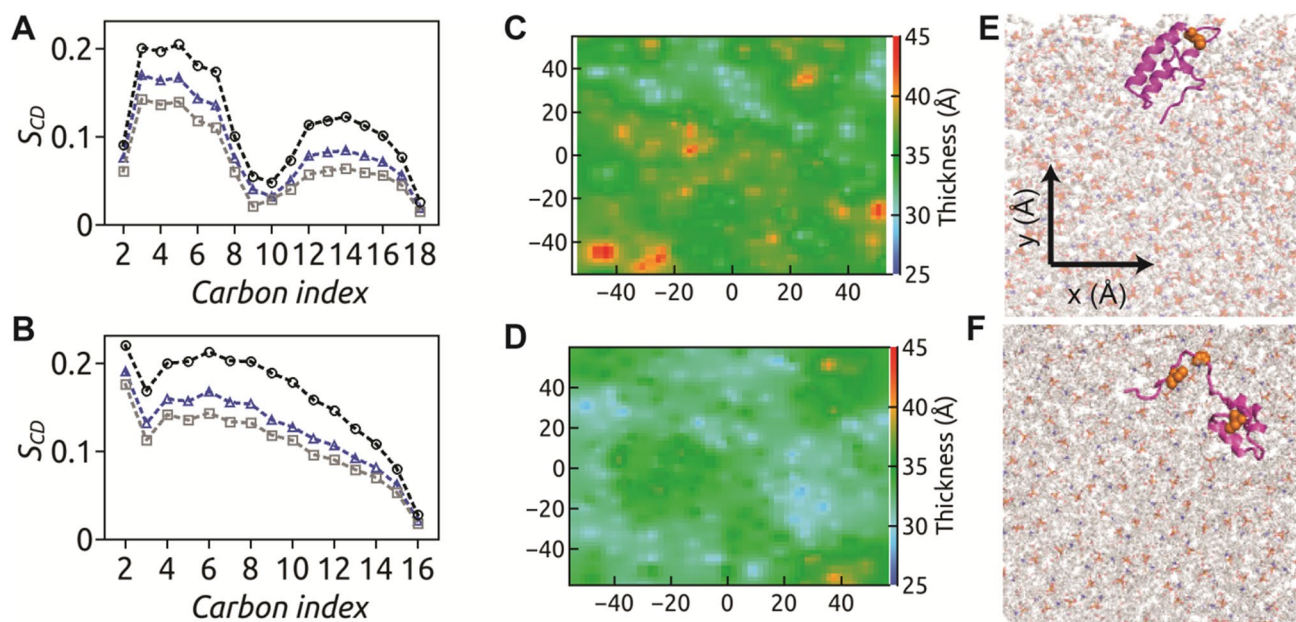 A
0.2
0.1
0
S_CD
2 4 6 8 10 12 14 16 18
Carbon index
B
0.2
0.1
0
S_CD
2 4 6 8 10 12 14 16
Carbon index
C
40
20
0
−20
−40
−40 −20 0 20 40
45
40
35
30
25
Thickness (Å)
D
40
20
0
−20
−40
−40 −20 0 20 40
45
40
35
30
25
Thickness (Å)
E
y (Å)
x (Å)
F